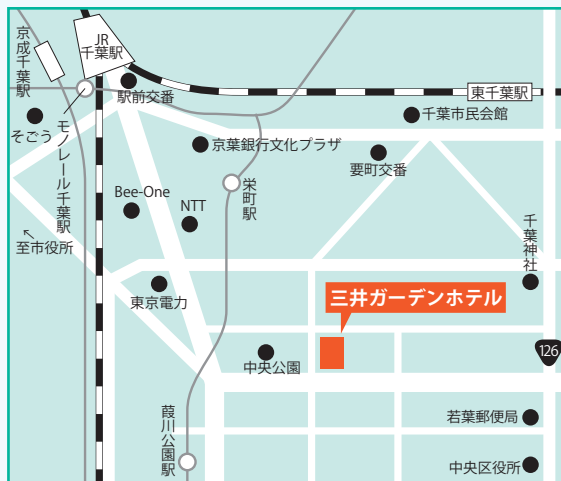 JR
千葉駅
京成千葉駅
駅前交番
東千葉駅
千葉市民会館
そごう
モノレール千葉駅
京葉銀行文化プラザ
要町交番
栄町駅
Bee-One
NTT
↖
至市役所
千葉神社
東京電力
三井ガーデンホテル
中央公園
126
葭川公園駅
若葉郵便局
中央区役所